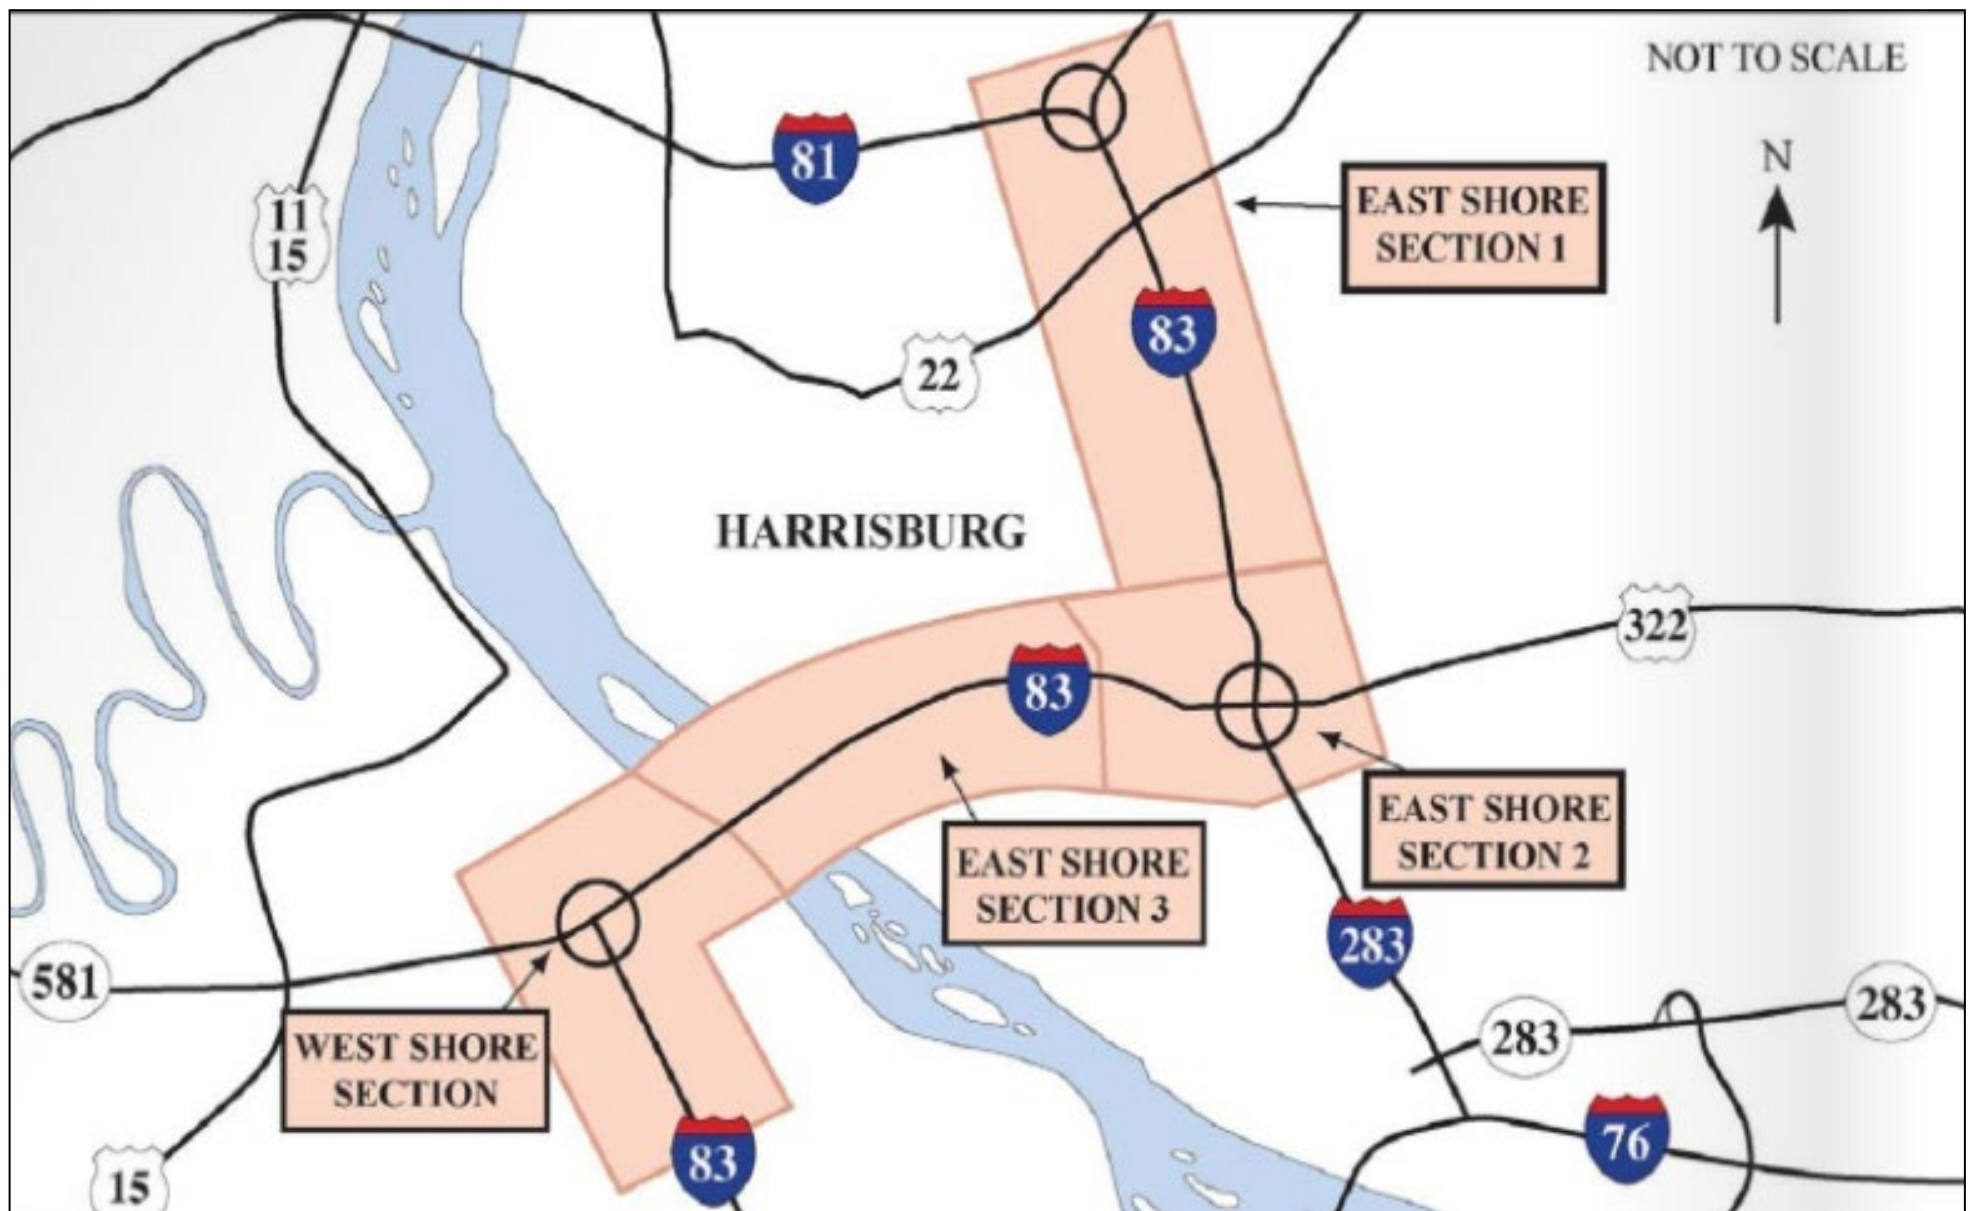 NOT TO SCALE
81
N
11
15
EAST SHORE
SECTION 1
83
22
HARRISBURG
322
83
EAST SHORE
SECTION 2
EAST SHORE
SECTION 3
283
581
283
283
WEST SHORE
SECTION
76
83
15